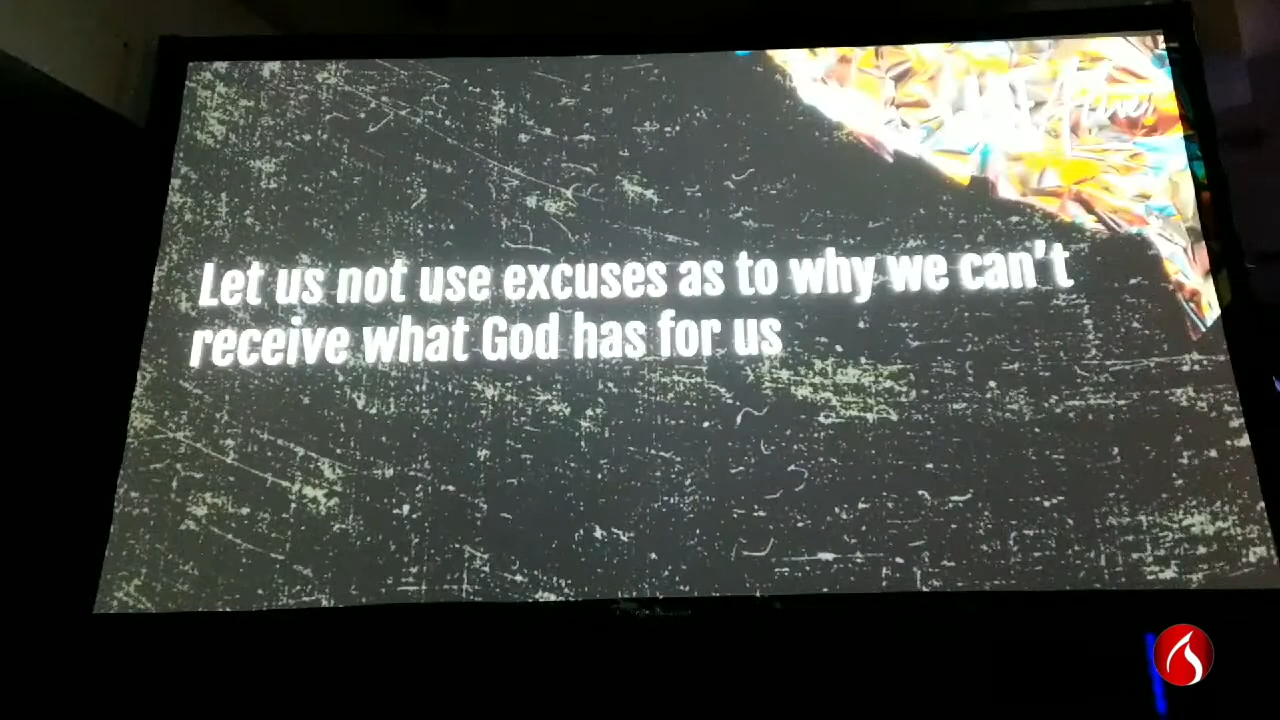 Let us not use excuses as to why we can't
receive what God has for us